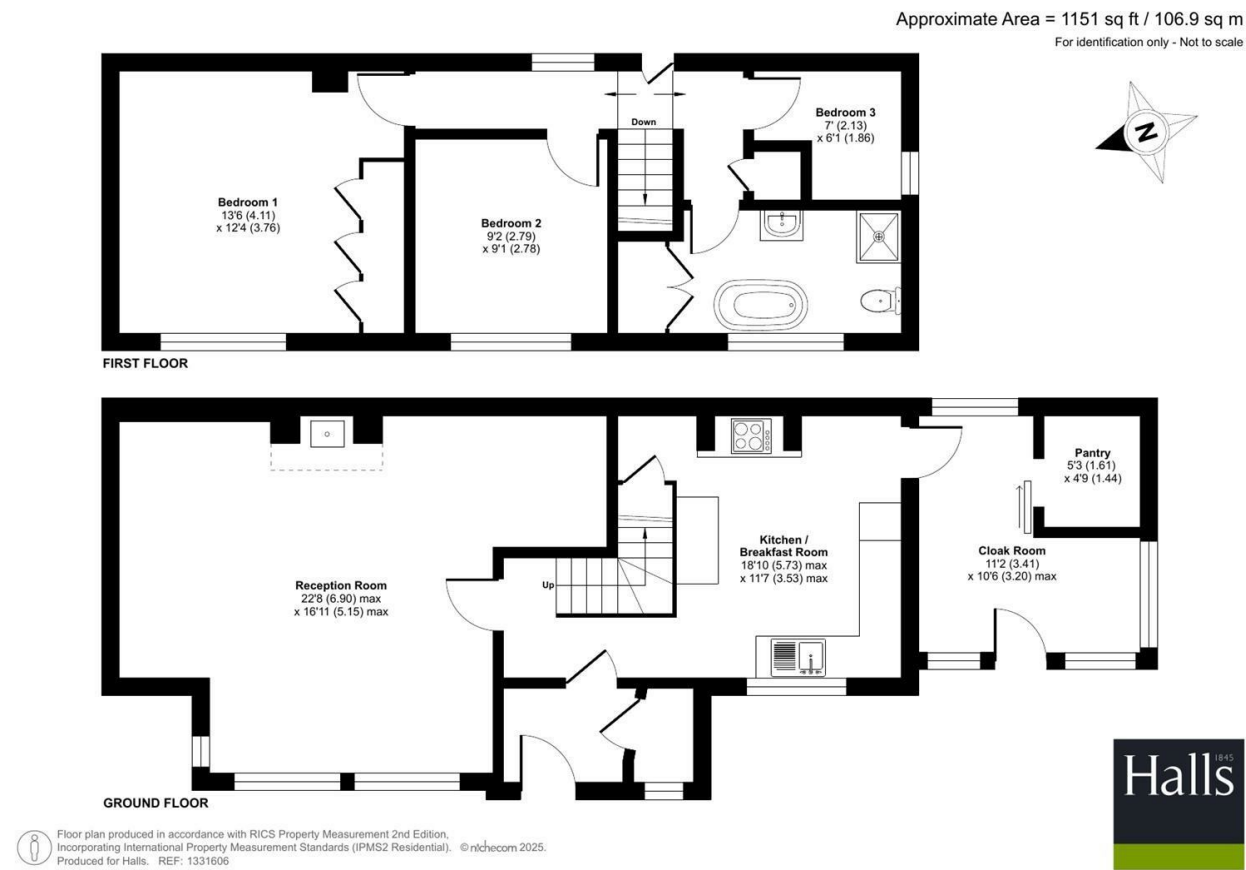 Approximate Area = 1151 sq ft / 106.9 sq m
For identification only - Not to scale
N
Down
Bedroom 3
7' (2.13)
x 6'1 (1.86)
Bedroom 1
13'6 (4.11)
x 12'4 (3.76)
Bedroom 2
9'2 (2.79)
x 9'1 (2.78)
FIRST FLOOR
Pantry
5'3 (1.61)
x 4'9 (1.44)
Kitchen /
Breakfast Room
18'10 (5.73) max
x 11'7 (3.53) max
Cloak Room
11'2 (3.41)
x 10'6 (3.20) max
Reception Room
22'8 (6.90) max
x 16'11 (5.15) max
Up
GROUND FLOOR
Halls
1845
Floor plan produced in accordance with RICS Property Measurement 2nd Edition,
Incorporating International Property Measurement Standards (IPMS2 Residential). © nichecom 2025.
Produced for Halls. REF: 1331606